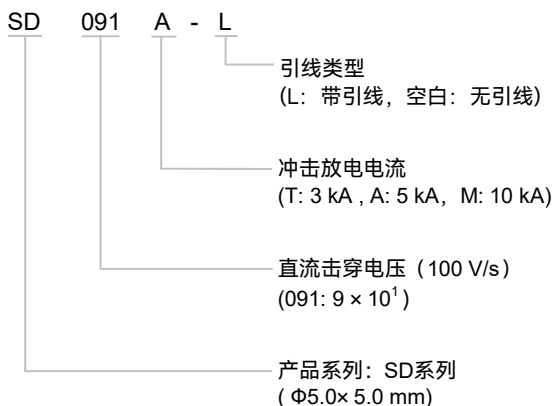 SD 091 A - L
引线类型
(L：带引线，空白：无引线)
冲击放电电流
(T: 3 kA , A: 5 kA，M: 10 kA)
直流击穿电压（100 V/s）
(091: 9 × 10¹ )
产品系列：SD系列
( Φ5.0× 5.0 mm)